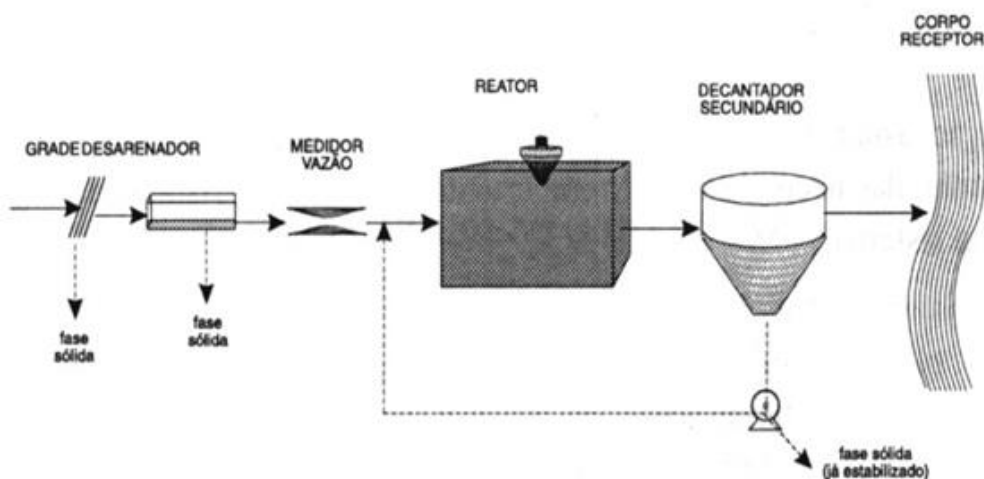 CORPO
RECEPTOR
REATOR
DECANTADOR
SECUNDÁRIO
GRADE DESARENADOR
MEDIDOR
VAZÃO
fase
sólida
fase
sólida
fase sólida
(já estabilizado)